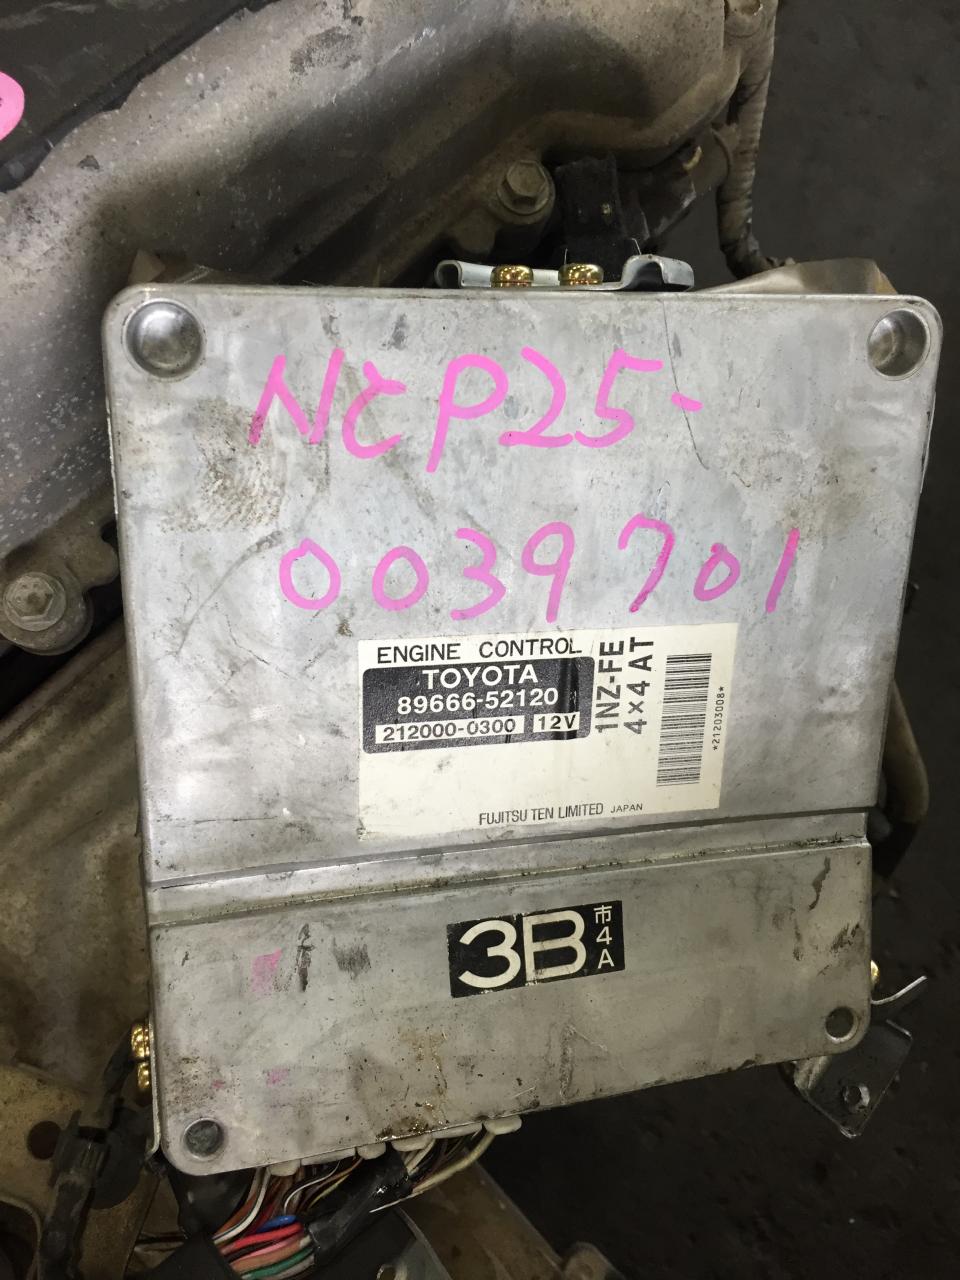 NCP25-
0039701
ENGINE CONTROL
TOYOTA
89666-52120
212000-0300 12V
1NZ-FE
4×4 AT
*21203008*
FUJITSU TEN LIMITED JAPAN
3B
市
4
A